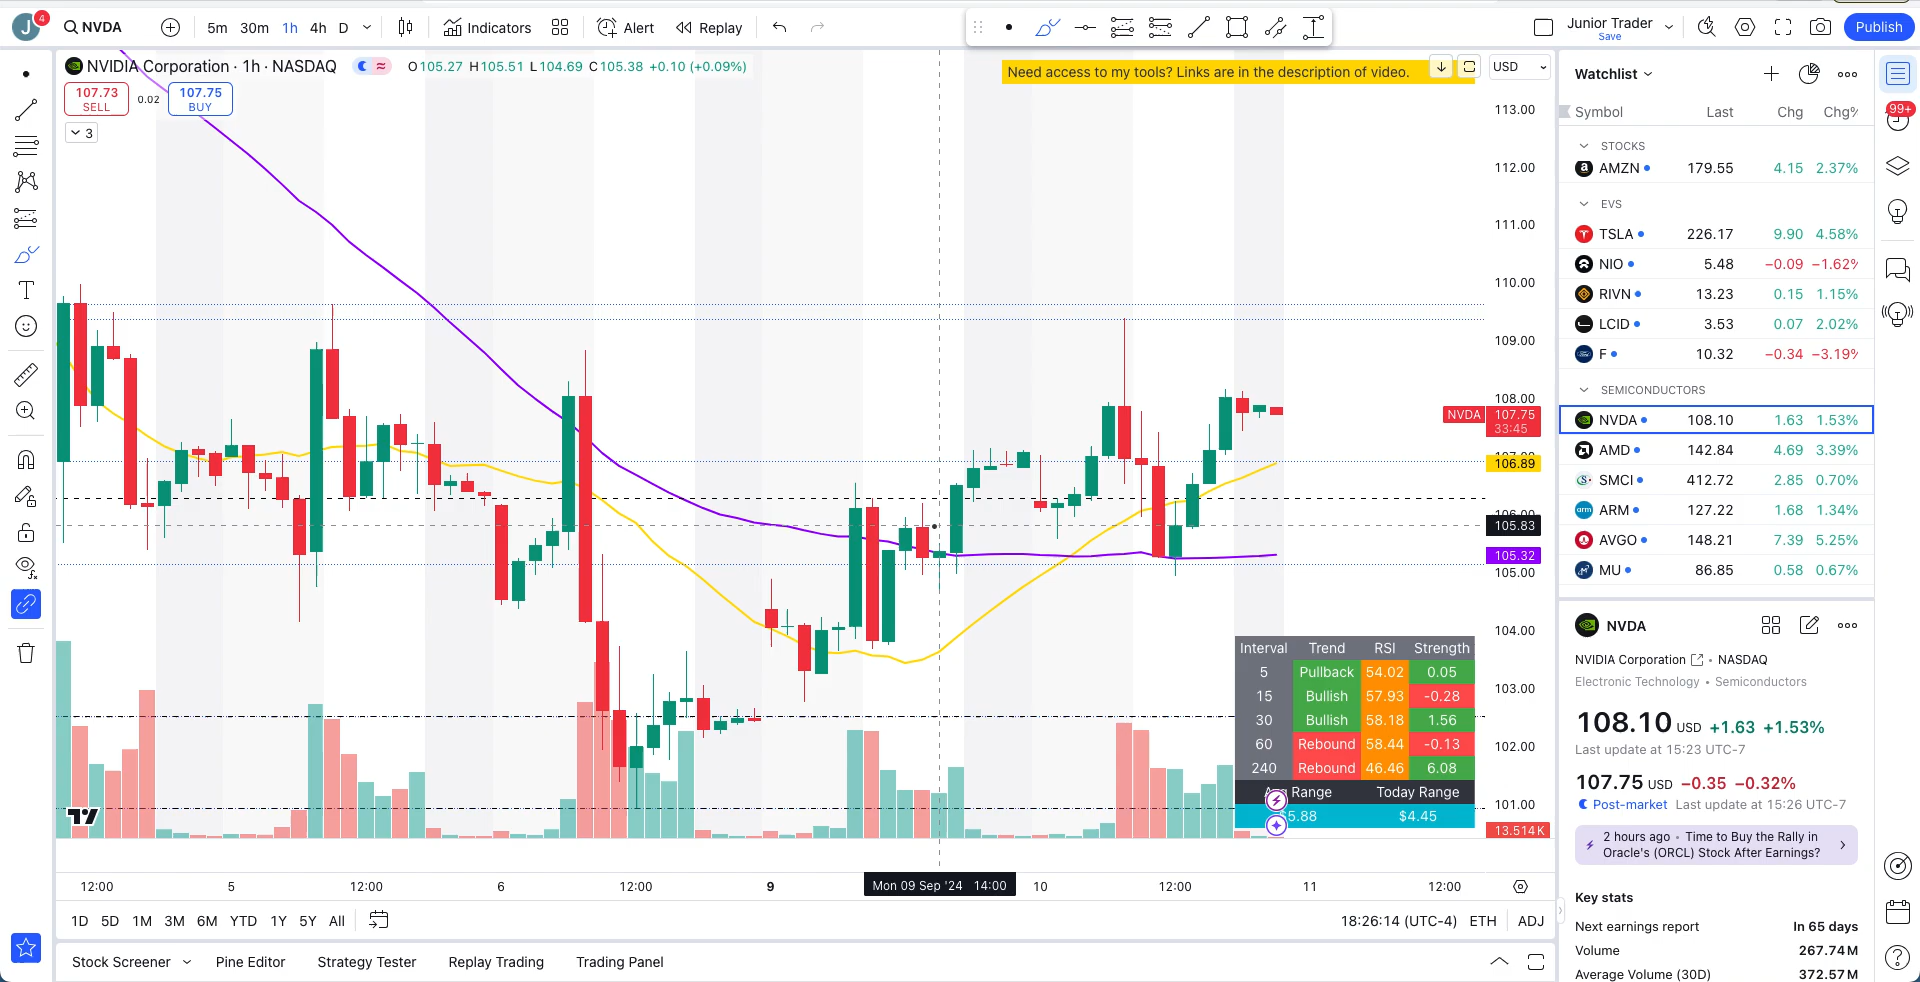 J 4 NVDA 5m 30m 1h 4h D Indicators Alert Replay Junior Trader Save Publish
NVIDIA Corporation · 1h · NASDAQ O105.27 H105.51 L104.69 C105.38 +0.10 (+0.09%)
Need access to my tools? Links are in the description of video.
USD
107.73 SELL 0.02 107.75 BUY
3
113.00
112.00
111.00
110.00
109.00
108.00
NVDA 107.75
33:45
106.89
105.83
105.32
105.00
104.00
103.00
102.00
101.00
13.514K
Interval Trend RSI Strength
5 Pullback 54.02 0.05
15 Bullish 57.93 -0.28
30 Bullish 58.18 1.56
60 Rebound 58.44 -0.13
240 Rebound 46.46 6.08
Range Today Range
5.88 $4.45
12:00 5 12:00 6 12:00 9 Mon 09 Sep '24 14:00 10 12:00 11 12:00
1D 5D 1M 3M 6M YTD 1Y 5Y All 18:26:14 (UTC-4) ETH ADJ
Stock Screener Pine Editor Strategy Tester Replay Trading Trading Panel
Watchlist
Symbol Last Chg Chg%
99+
STOCKS
AMZN 179.55 4.15 2.37%
EVS
TSLA 226.17 9.90 4.58%
NIO 5.48 −0.09 −1.62%
RIVN 13.23 0.15 1.15%
LCID 3.53 0.07 2.02%
F 10.32 −0.34 −3.19%
SEMICONDUCTORS
NVDA 108.10 1.63 1.53%
AMD 142.84 4.69 3.39%
SMCI 412.72 2.85 0.70%
ARM 127.22 1.68 1.34%
AVGO 148.21 7.39 5.25%
MU 86.85 0.58 0.67%
NVDA
NVIDIA Corporation • NASDAQ
Electronic Technology • Semiconductors
108.10 USD +1.63 +1.53%
Last update at 15:23 UTC-7
107.75 USD −0.35 −0.32%
Post-market Last update at 15:26 UTC-7
2 hours ago • Time to Buy the Rally in
Oracle's (ORCL) Stock After Earnings?
Key stats
Next earnings report In 65 days
Volume 267.74M
Average Volume (30D) 372.57M